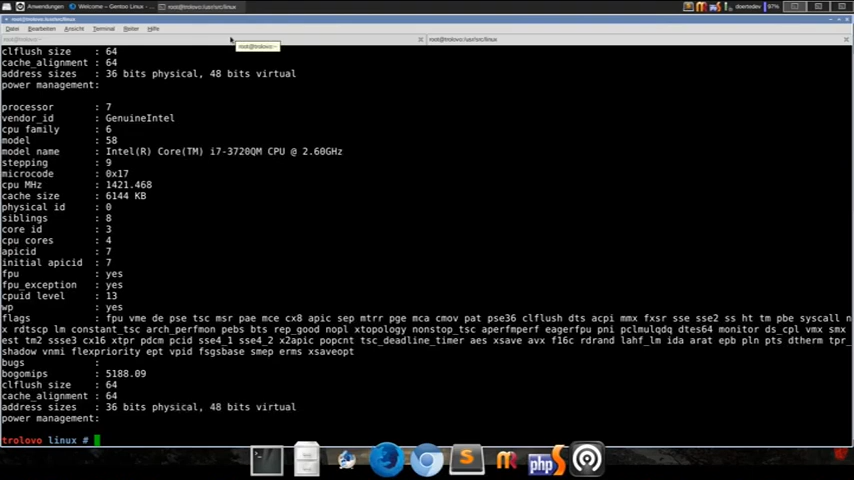 Anwendungen Welcome – Gentoo Linux - ... root@trolovo:/usr/src/linux doertedev 97%
root@trolovo:/usr/src/linux
Datei Bearbeiten Ansicht Terminal Reiter Hilfe
root@trolovo:~ root@trolovo:/usr/src/linux
root@trolovo:~
clflush size : 64
cache_alignment : 64
address sizes : 36 bits physical, 48 bits virtual
power management:
processor : 7
vendor_id : GenuineIntel
cpu family : 6
model : 58
model name : Intel(R) Core(TM) i7-3720QM CPU @ 2.60GHz
stepping : 9
microcode : 0x17
cpu MHz : 1421.468
cache size : 6144 KB
physical id : 0
siblings : 8
core id : 3
cpu cores : 4
apicid : 7
initial apicid : 7
fpu : yes
fpu_exception : yes
cpuid level : 13
wp : yes
flags : fpu vme de pse tsc msr pae mce cx8 apic sep mtrr pge mca cmov pat pse36 clflush dts acpi mmx fxsr sse sse2 ss ht tm pbe syscall n
x rdtscp lm constant_tsc arch_perfmon pebs bts rep_good nopl xtopology nonstop_tsc aperfmperf eagerfpu pni pclmulqdq dtes64 monitor ds_cpl vmx smx
est tm2 ssse3 cx16 xtpr pdcm pcid sse4_1 sse4_2 x2apic popcnt tsc_deadline_timer aes xsave avx f16c rdrand lahf_lm ida arat epb pln pts dtherm tpr_
shadow vnmi flexpriority ept vpid fsgsbase smep erms xsaveopt
bugs :
bogomips : 5188.09
clflush size : 64
cache_alignment : 64
address sizes : 36 bits physical, 48 bits virtual
power management:
trolovo linux #
php